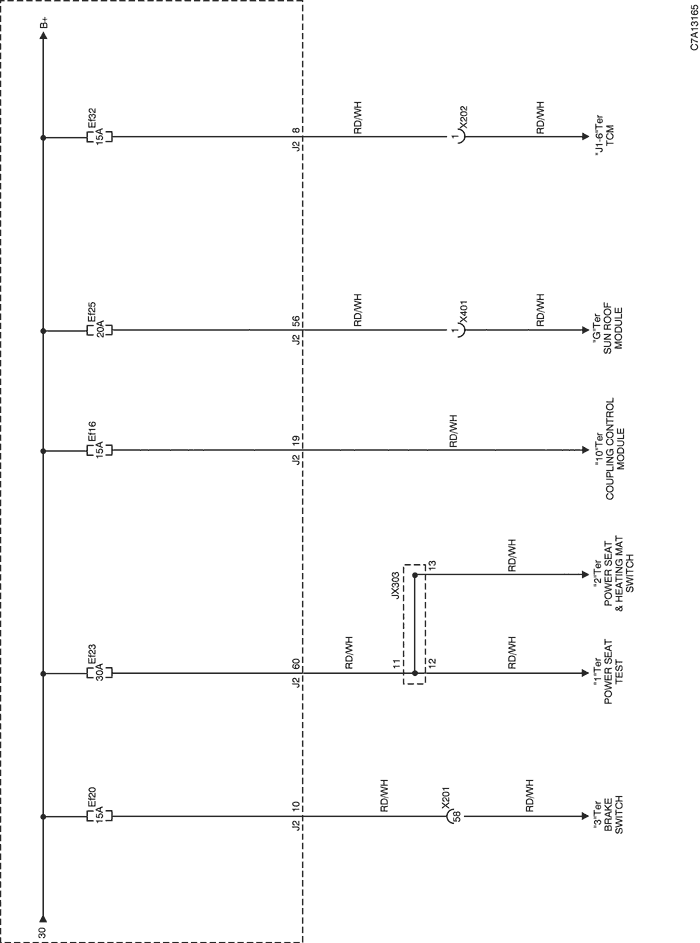 30
B+
Ef20
15A
J2 10
RD/WH
X201
58
RD/WH
"3"Ter
BRAKE
SWITCH
Ef23
30A
J2 60
RD/WH
JX303
11
12
13
RD/WH
"1"Ter
POWER SEAT
TEST
RD/WH
"2"Ter
POWER SEAT
& HEATING MAT
SWITCH
Ef16
15A
J2 19
RD/WH
"10"Ter
COUPLING CONTROL
MODULE
Ef25
20A
J2 56
RD/WH
X401
1
RD/WH
"G"Ter
SUN ROOF
MODULE
Ef32
15A
J2 8
RD/WH
X202
1
RD/WH
"J1-6"Ter
TCM
C7A13165